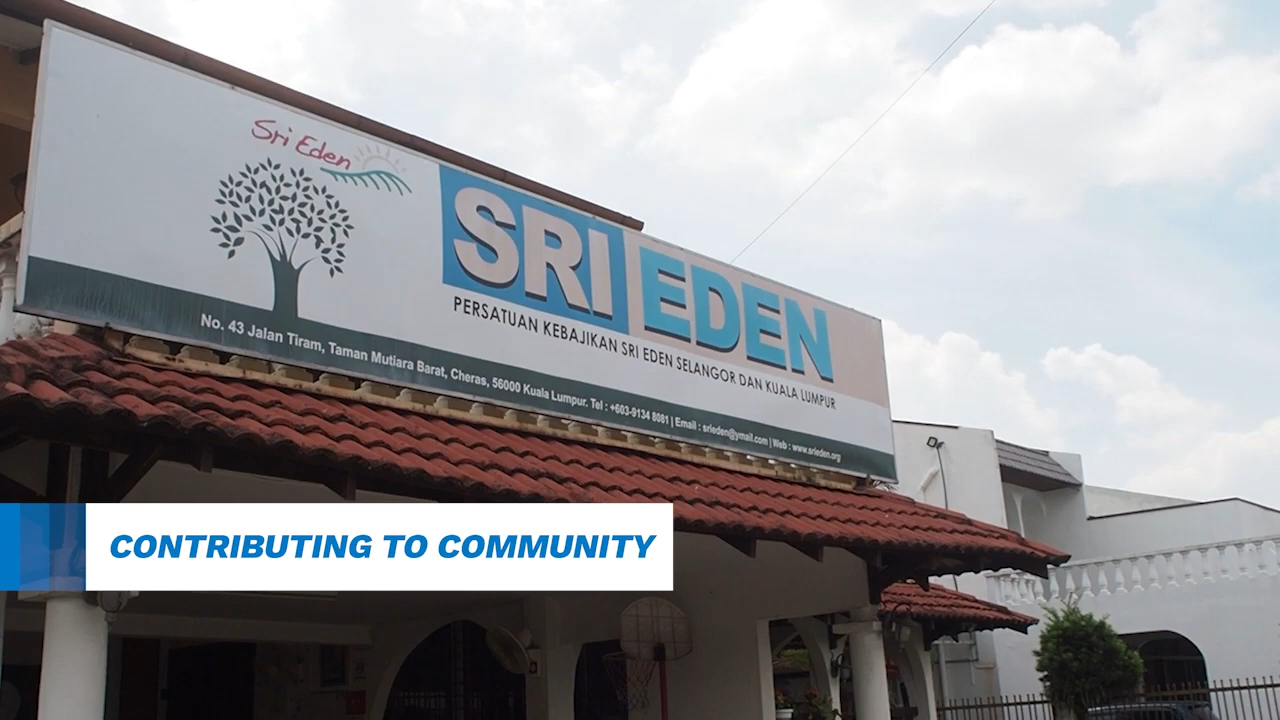 Sri Eden
SRI EDEN
PERSATUAN KEBAJIKAN SRI EDEN SELANGOR DAN KUALA LUMPUR
No. 43 Jalan Tiram, Taman Mutiara Barat, Cheras, 56000 Kuala Lumpur. Tel : +603-9134 8081 | Email : srieden@ymail.com | Web : www.srieden.org
CONTRIBUTING TO COMMUNITY